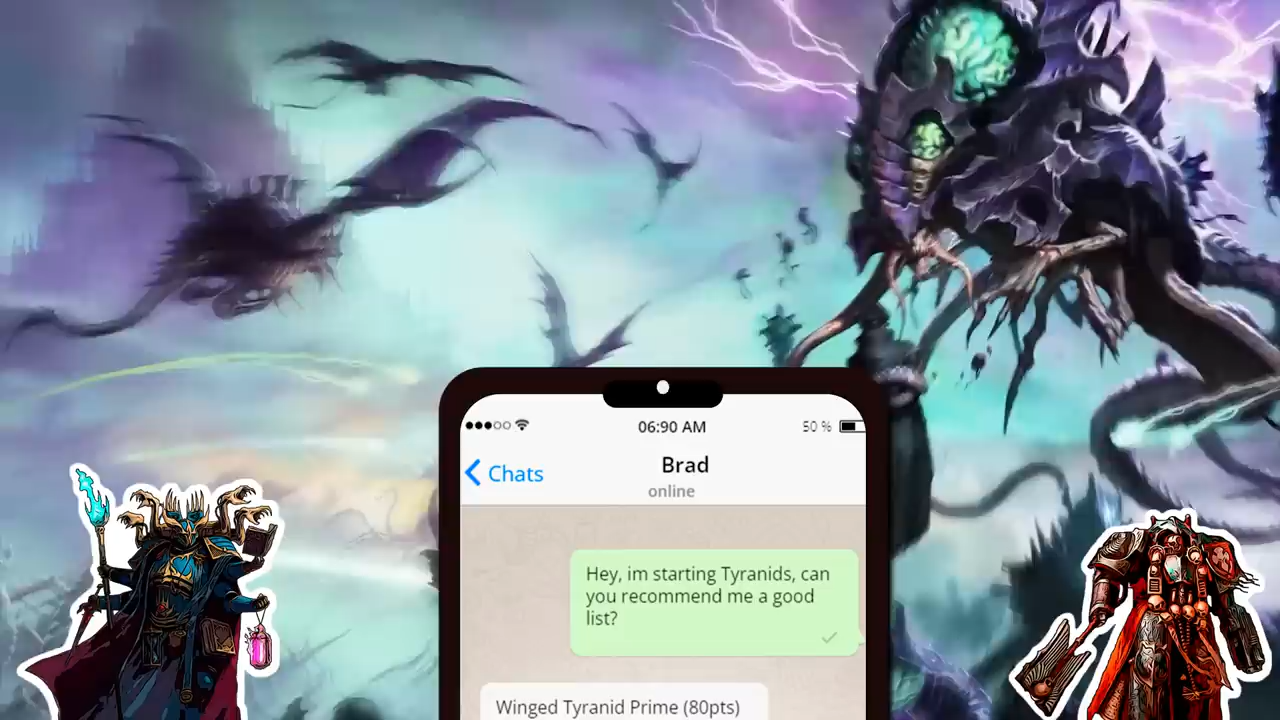 06:90 AM
50 %
Chats
Brad
online
Hey, im starting Tyranids, can
you recommend me a good
list?
Winged Tyranid Prime (80pts)